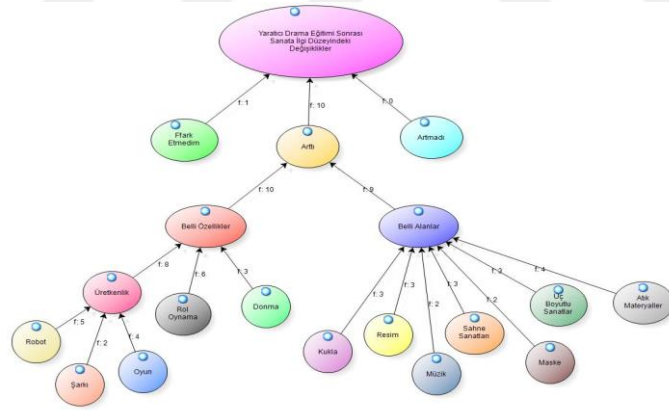 Yaratıcı Drama Eğitimi Sonrası
Sanata İlgi Düzeyindeki
Değişiklikler
f: 1
f: 10
f: 0
Ffark
Etmedim
Arttı
Artmadı
f: 10
f: 9
Belli Özellikler
Belli Alanlar
f: 8
f: 6
f: 3
f: 3
f: 3
f: 2
f: 3
f: 2
f: 3
f: 4
Üretkenlik
Rol
Oynama
Donma
Üç
Boyutlu
Sanatlar
Atık
Materyaller
f: 5
f: 2
f: 4
Robot
Şarkı
Oyun
Kukla
Resim
Müzik
Sahne
Sanatları
Maske